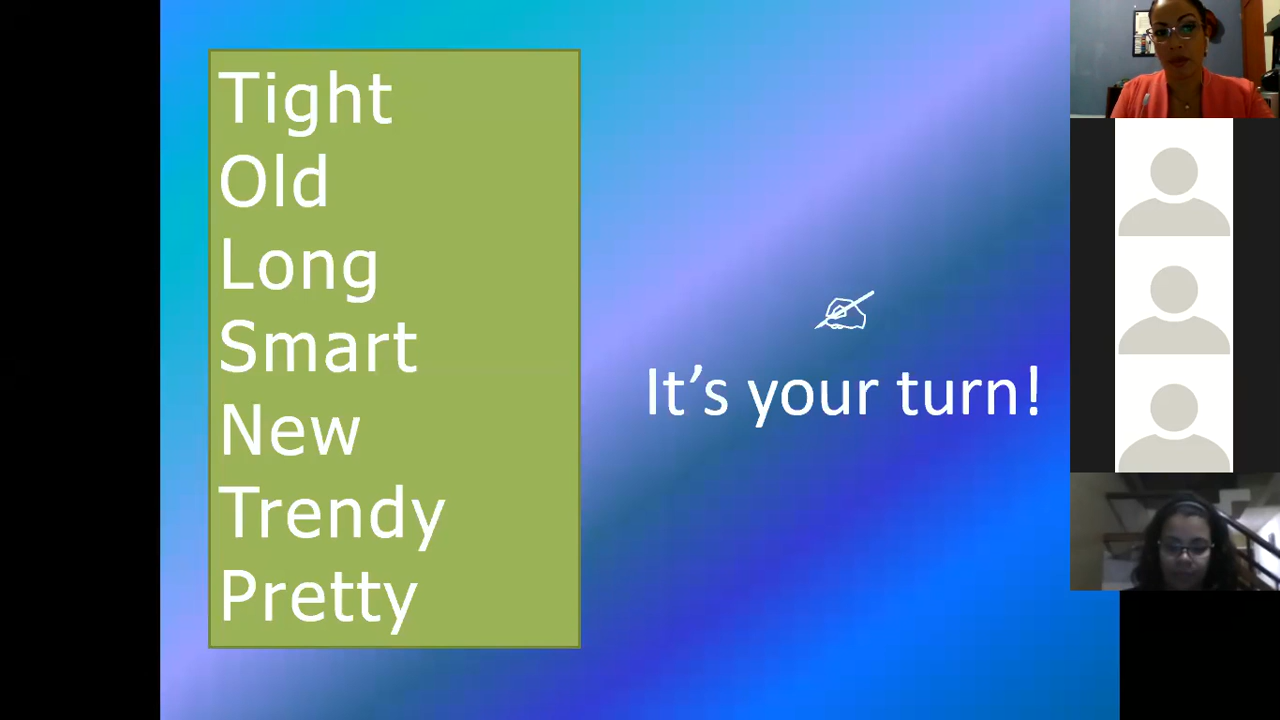 Tight
Old
Long
Smart
New
Trendy
Pretty
It’s your turn!